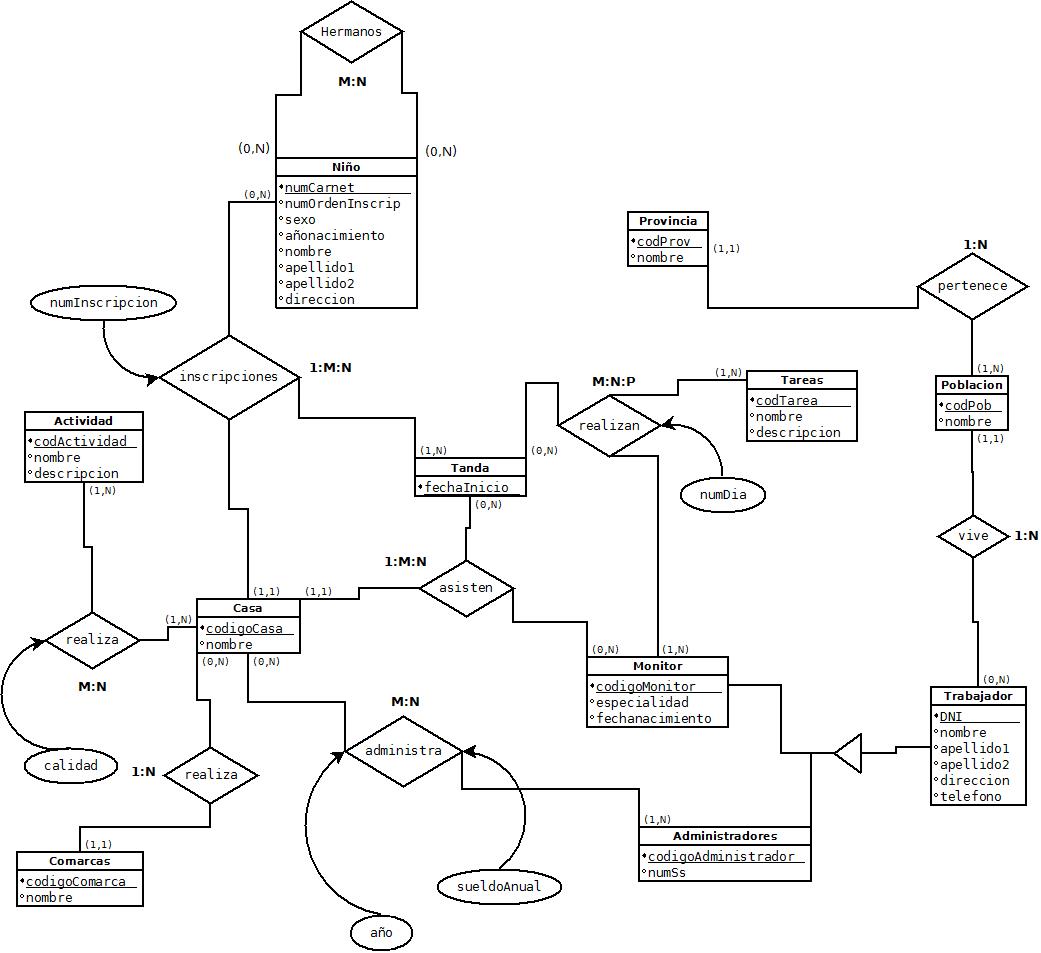 Hermanos
M:N
(0,N)
(0,N)
Niño
numCarnet
numOrdenInscrip
sexo
añonacimiento
nombre
apellido1
apellido2
direccion
(0,N)
Provincia
codProv
nombre
(1,1)
1:N
pertenece
numInscripcion
inscripciones
1:M:N
M:N:P
realizan
(1,N)
Tareas
codTarea
nombre
descripcion
(1,N)
Poblacion
codPob
nombre
(1,1)
Actividad
codActividad
nombre
descripcion
(1,N)
(1,N)
(0,N)
Tanda
fechaInicio
(0,N)
numDia
vive
1:N
1:M:N
asisten
(1,1)
(1,1)
Casa
codigoCasa
nombre
(1,N)
(0,N)
(0,N)
realiza
M:N
(0,N)
(1,N)
Monitor
codigoMonitor
especialidad
fechanacimiento
(0,N)
Trabajador
DNI
nombre
apellido1
apellido2
direccion
telefono
M:N
administra
calidad
1:N
realiza
(1,N)
Administradores
codigoAdministrador
numSs
(1,1)
Comarcas
codigoComarca
nombre
sueldoAnual
año